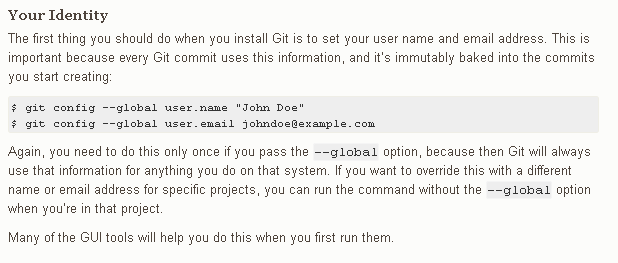 Your Identity
The first thing you should do when you install Git is to set your user name and email address. This is
important because every Git commit uses this information, and it's immutably baked into the commits
you start creating:
$ git config --global user.name "John Doe"
$ git config --global user.email johndoe@example.com
Again, you need to do this only once if you pass the --global option, because then Git will always
use that information for anything you do on that system. If you want to override this with a different
name or email address for specific projects, you can run the command without the --global option
when you're in that project.
Many of the GUI tools will help you do this when you first run them.